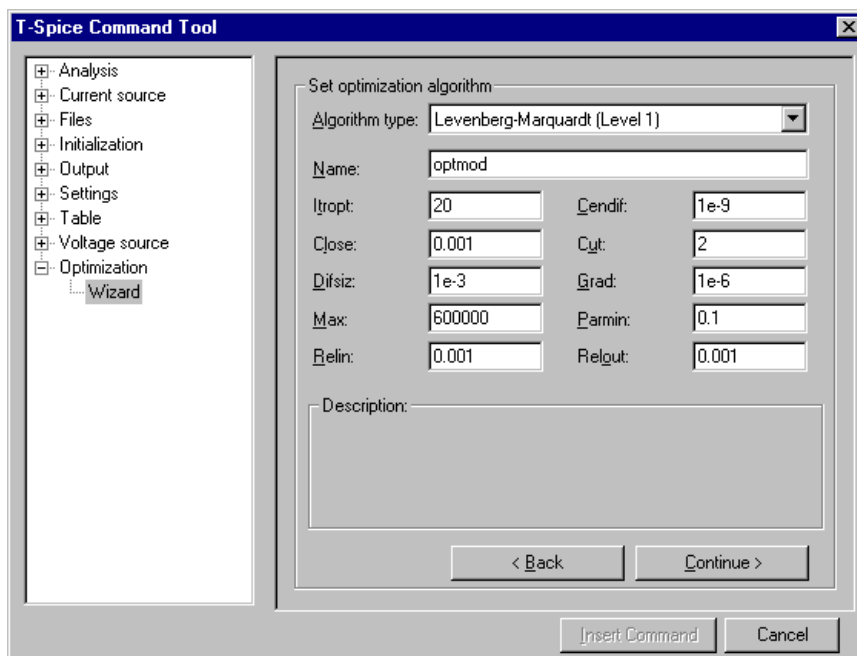 T-Spice Command Tool
Analysis
Current source
Files
Initialization
Output
Settings
Table
Voltage source
Optimization
Wizard
Set optimization algorithm
Algorithm type: Levenberg-Marquardt (Level 1)
Name: optmod
Itropt: 20 Cendif: 1e-9
Close: 0.001 Cut: 2
Difsiz: 1e-3 Grad: 1e-6
Max: 600000 Parmin: 0.1
Relin: 0.001 Relout: 0.001
Description:
< Back Continue >
Insert Command Cancel